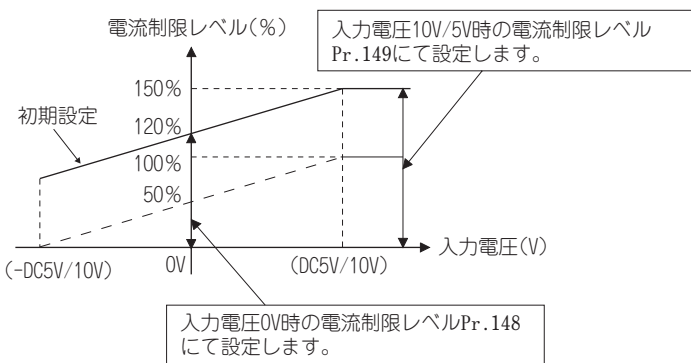 電流制限レベル(%)
入力電圧10V/5V時の電流制限レベル
Pr.149にて設定します。
150%
初期設定
120%
100%
50%
入力電圧(V)
(-DC5V/10V)
0V
(DC5V/10V)
入力電圧0V時の電流制限レベルPr.148
にて設定します。